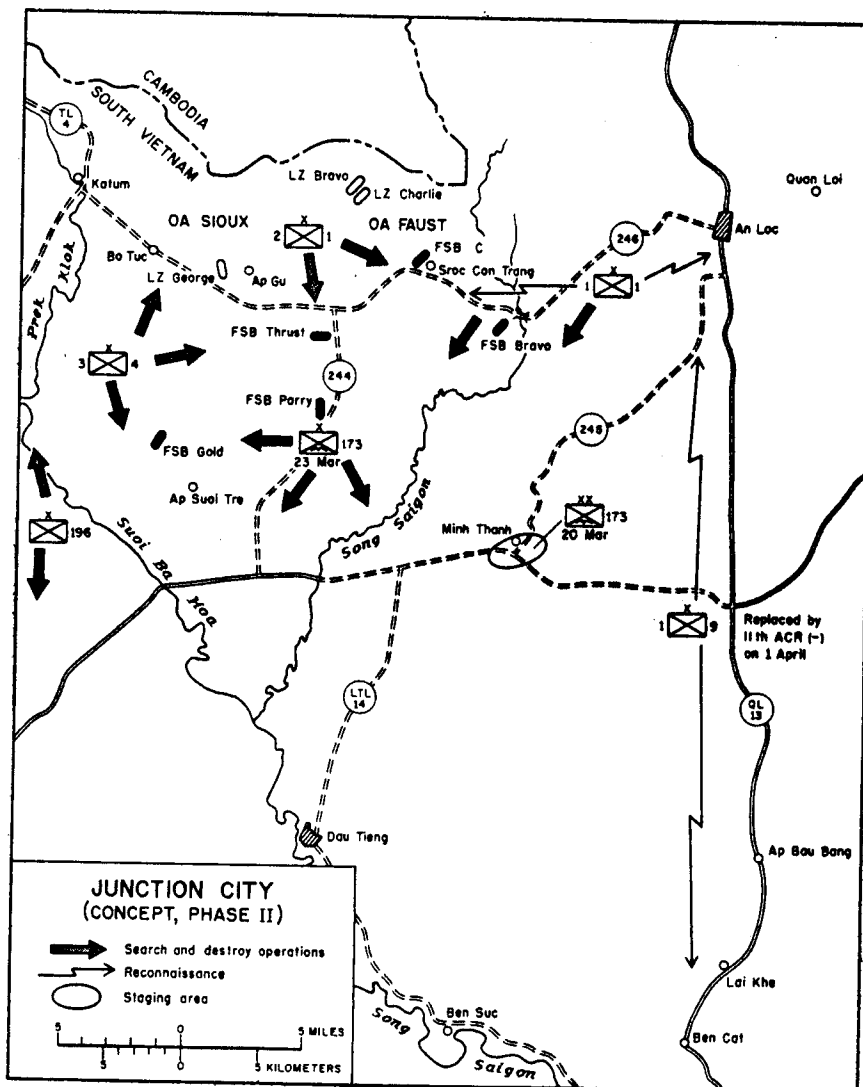 CAMBODIA
SOUTH VIETNAM
TL
4
Katum
LZ Bravo
LZ Charlie
Quan Loi
OA SIOUX
OA FAUST
An Loc
X
2 1
FSB C
246
Bo Tuc
LZ George
Ap Gu
Sroc Con Trang
X
1 1
Prek Klok
FSB Thrust
FSB Bravo
X
3 4
244
FSB Parry
245
FSB Gold
X
173
23 Mar
Ap Suoi Tre
XX
173
20 Mar
X
196
Song Saigon
Minh Thanh
Suoi Ba Hoa
X
1 9
Replaced by
11th ACR (-)
on 1 April
LTL
14
QL
13
Dau Tieng
Ap Bau Bang
JUNCTION CITY
(CONCEPT, PHASE II)
Search and destroy operations
Reconnaissance
Staging area
5 0 5 MILES
5 0 5 KILOMETERS
Lai Khe
Ben Suc
Ben Cat
Song Saigon